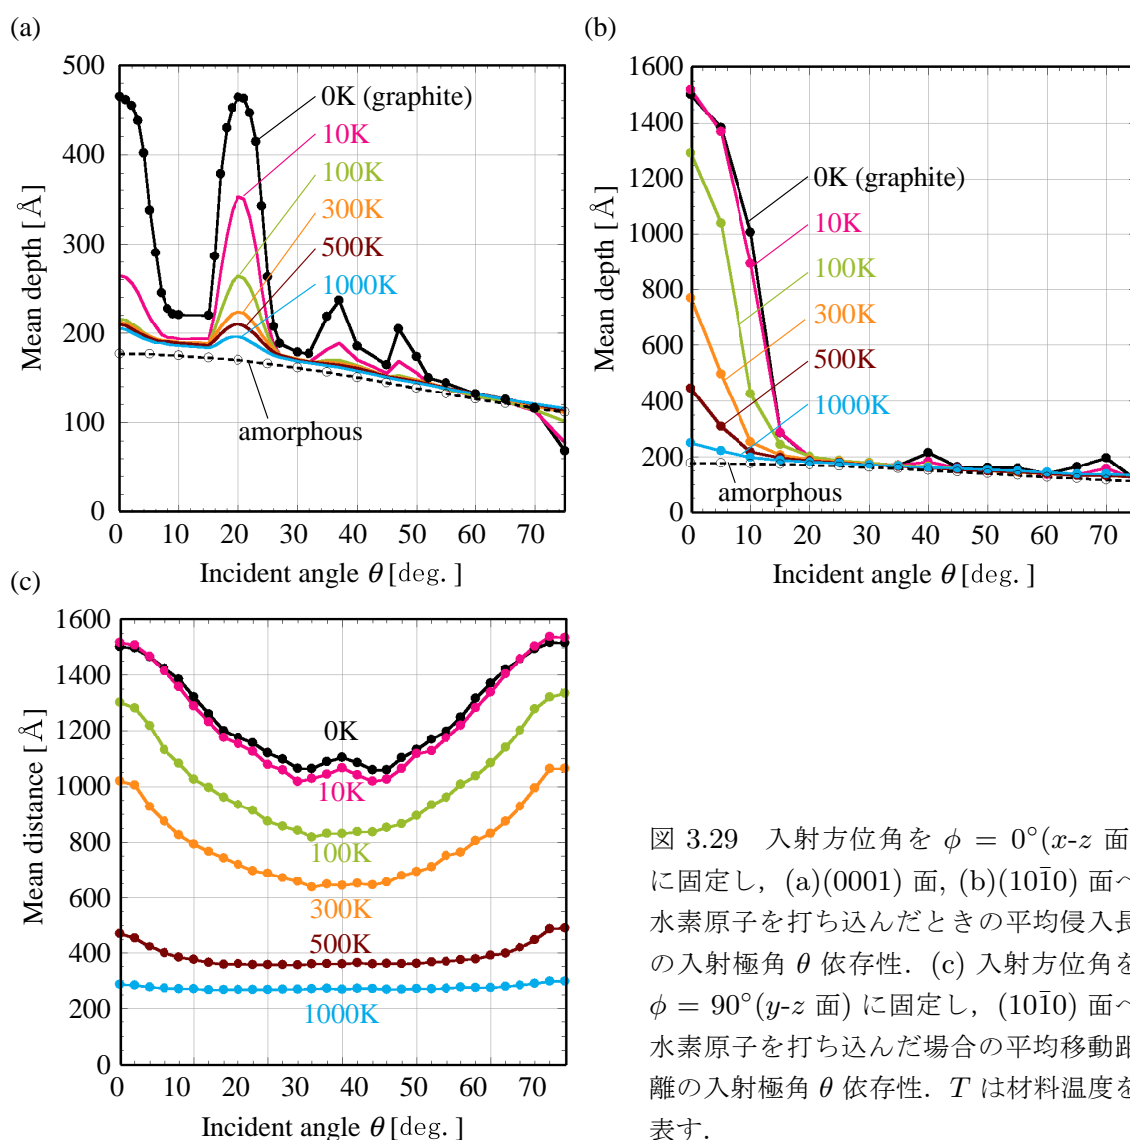 (a)
500
400
300
200
100
0
Mean depth [Å]
0K (graphite)
10K
100K
300K
500K
1000K
amorphous
0 10 20 30 40 50 60 70
Incident angle θ [deg.]
(b)
1600
1400
1200
1000
800
600
400
200
0
Mean depth [Å]
0K (graphite)
10K
100K
300K
500K
1000K
amorphous
0 10 20 30 40 50 60 70
Incident angle θ [deg.]
(c)
1600
1400
1200
1000
800
600
400
200
0
Mean distance [Å]
0K
10K
100K
300K
500K
1000K
0 10 20 30 40 50 60 70
Incident angle θ [deg.]
図 3.29 入射方位角を ϕ = 0°(x-z 面
に固定し, (a)(0001) 面, (b)(101̄0) 面へ
水素原子を打ち込んだときの平均侵入長
の入射極角 θ 依存性. (c) 入射方位角を
ϕ = 90°(y-z 面) に固定し, (101̄0) 面へ
水素原子を打ち込んだ場合の平均移動距
離の入射極角 θ 依存性. T は材料温度を
表す.